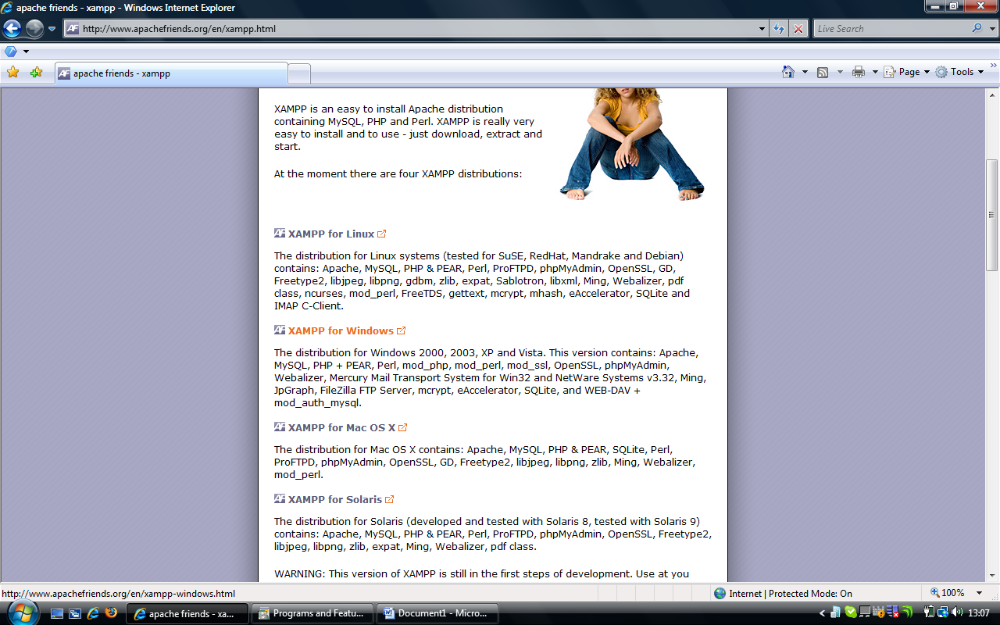 apache friends - xampp - Windows Internet Explorer
http://www.apachefriends.org/en/xampp.html
Live Search
apache friends - xampp
Page
Tools
XAMPP is an easy to install Apache distribution
containing MySQL, PHP and Perl. XAMPP is really very
easy to install and to use - just download, extract and
start.
At the moment there are four XAMPP distributions:
XAMPP for Linux
The distribution for Linux systems (tested for SuSE, RedHat, Mandrake and Debian)
contains: Apache, MySQL, PHP & PEAR, Perl, ProFTPD, phpMyAdmin, OpenSSL, GD,
Freetype2, libjpeg, libpng, gdbm, zlib, expat, Sablotron, libxml, Ming, Webalizer, pdf
class, ncurses, mod_perl, FreeTDS, gettext, mcrypt, mhash, eAccelerator, SQLite and
IMAP C-Client.
XAMPP for Windows
The distribution for Windows 2000, 2003, XP and Vista. This version contains: Apache,
MySQL, PHP + PEAR, Perl, mod_php, mod_perl, mod_ssl, OpenSSL, phpMyAdmin,
Webalizer, Mercury Mail Transport System for Win32 and NetWare Systems v3.32, Ming,
JpGraph, FileZilla FTP Server, mcrypt, eAccelerator, SQLite, and WEB-DAV +
mod_auth_mysql.
XAMPP for Mac OS X
The distribution for Mac OS X contains: Apache, MySQL, PHP & PEAR, SQLite, Perl,
ProFTPD, phpMyAdmin, OpenSSL, GD, Freetype2, libjpeg, libpng, zlib, Ming, Webalizer,
mod_perl.
XAMPP for Solaris
The distribution for Solaris (developed and tested with Solaris 8, tested with Solaris 9)
contains: Apache, MySQL, PHP & PEAR, Perl, ProFTPD, phpMyAdmin, OpenSSL, Freetype2,
libjpeg, libpng, zlib, expat, Ming, Webalizer, pdf class.
WARNING: This version of XAMPP is still in the first steps of development. Use at you
http://www.apachefriends.org/en/xampp-windows.html
Internet | Protected Mode: On
100%
apache friends - xa...
Programs and Featu...
Document1 - Micro...
13:07